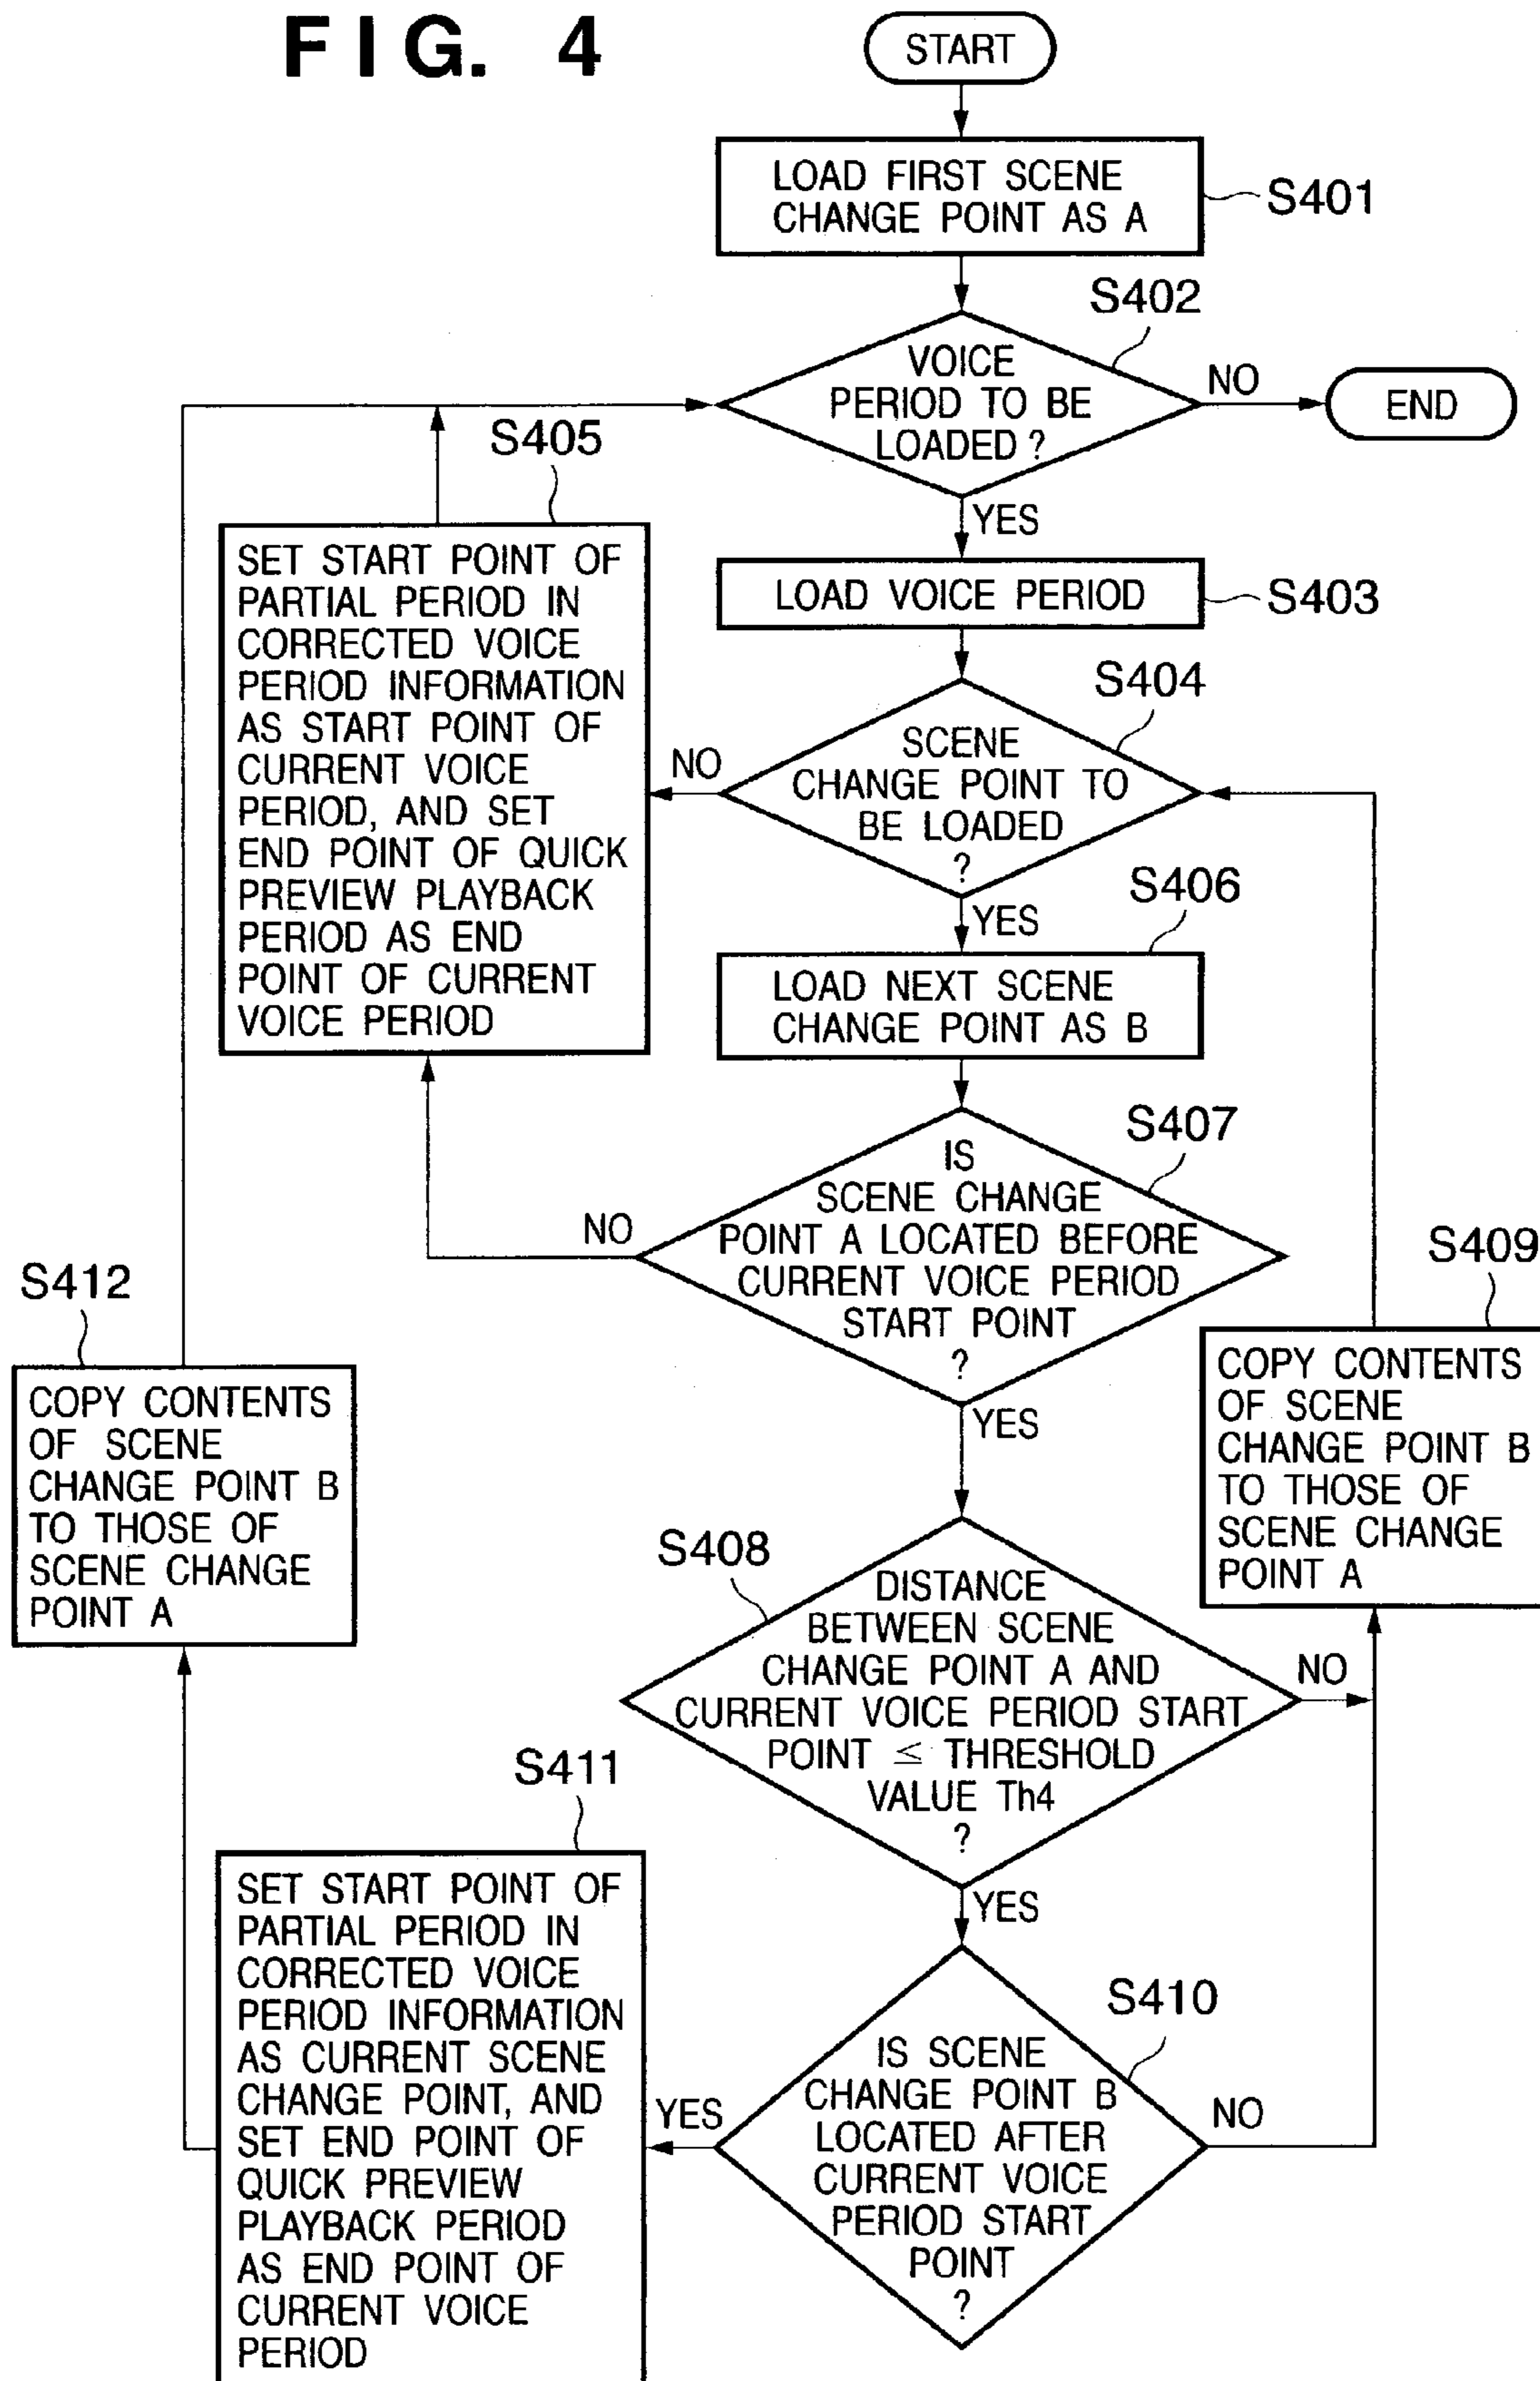 FIG. 4
START
LOAD FIRST SCENE
CHANGE POINT AS A
S401
S402
VOICE
PERIOD TO BE
LOADED ?
NO
END
YES
S405
SET START POINT OF
PARTIAL PERIOD IN
CORRECTED VOICE
PERIOD INFORMATION
AS START POINT OF
CURRENT VOICE
PERIOD, AND SET
END POINT OF QUICK
PREVIEW PLAYBACK
PERIOD AS END
POINT OF CURRENT
VOICE PERIOD
LOAD VOICE PERIOD
S403
S404
SCENE
CHANGE POINT TO
BE LOADED
?
NO
YES
S406
LOAD NEXT SCENE
CHANGE POINT AS B
S407
IS
SCENE CHANGE
POINT A LOCATED BEFORE
CURRENT VOICE PERIOD
START POINT
?
NO
YES
S409
COPY CONTENTS
OF SCENE
CHANGE POINT B
TO THOSE OF
SCENE CHANGE
POINT A
S412
COPY CONTENTS
OF SCENE
CHANGE POINT B
TO THOSE OF
SCENE CHANGE
POINT A
S408
DISTANCE
BETWEEN SCENE
CHANGE POINT A AND
CURRENT VOICE PERIOD START
POINT ≤ THRESHOLD
VALUE Th4
?
NO
YES
S411
SET START POINT OF
PARTIAL PERIOD IN
CORRECTED VOICE
PERIOD INFORMATION
AS CURRENT SCENE
CHANGE POINT, AND
SET END POINT OF
QUICK PREVIEW
PLAYBACK PERIOD
AS END POINT OF
CURRENT VOICE
PERIOD
S410
IS SCENE
CHANGE POINT B
LOCATED AFTER
CURRENT VOICE
PERIOD START
POINT
?
YES
NO